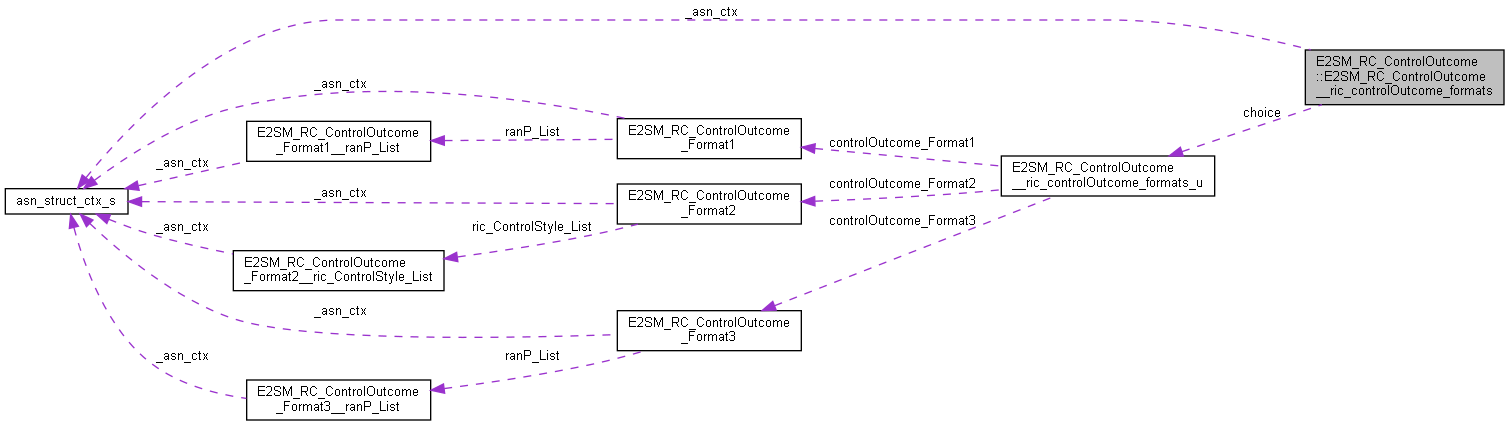 _asn_ctx
E2SM_RC_ControlOutcome
::E2SM_RC_ControlOutcome
__ric_controlOutcome_formats
_asn_ctx
choice
E2SM_RC_ControlOutcome
_Format1__ranP_List
ranP_List
E2SM_RC_ControlOutcome
_Format1
controlOutcome_Format1
_asn_ctx
E2SM_RC_ControlOutcome
__ric_controlOutcome_formats_u
asn_struct_ctx_s
_asn_ctx
E2SM_RC_ControlOutcome
_Format2
controlOutcome_Format2
_asn_ctx
ric_ControlStyle_List
controlOutcome_Format3
E2SM_RC_ControlOutcome
_Format2__ric_ControlStyle_List
_asn_ctx
E2SM_RC_ControlOutcome
_Format3
_asn_ctx
ranP_List
E2SM_RC_ControlOutcome
_Format3__ranP_List